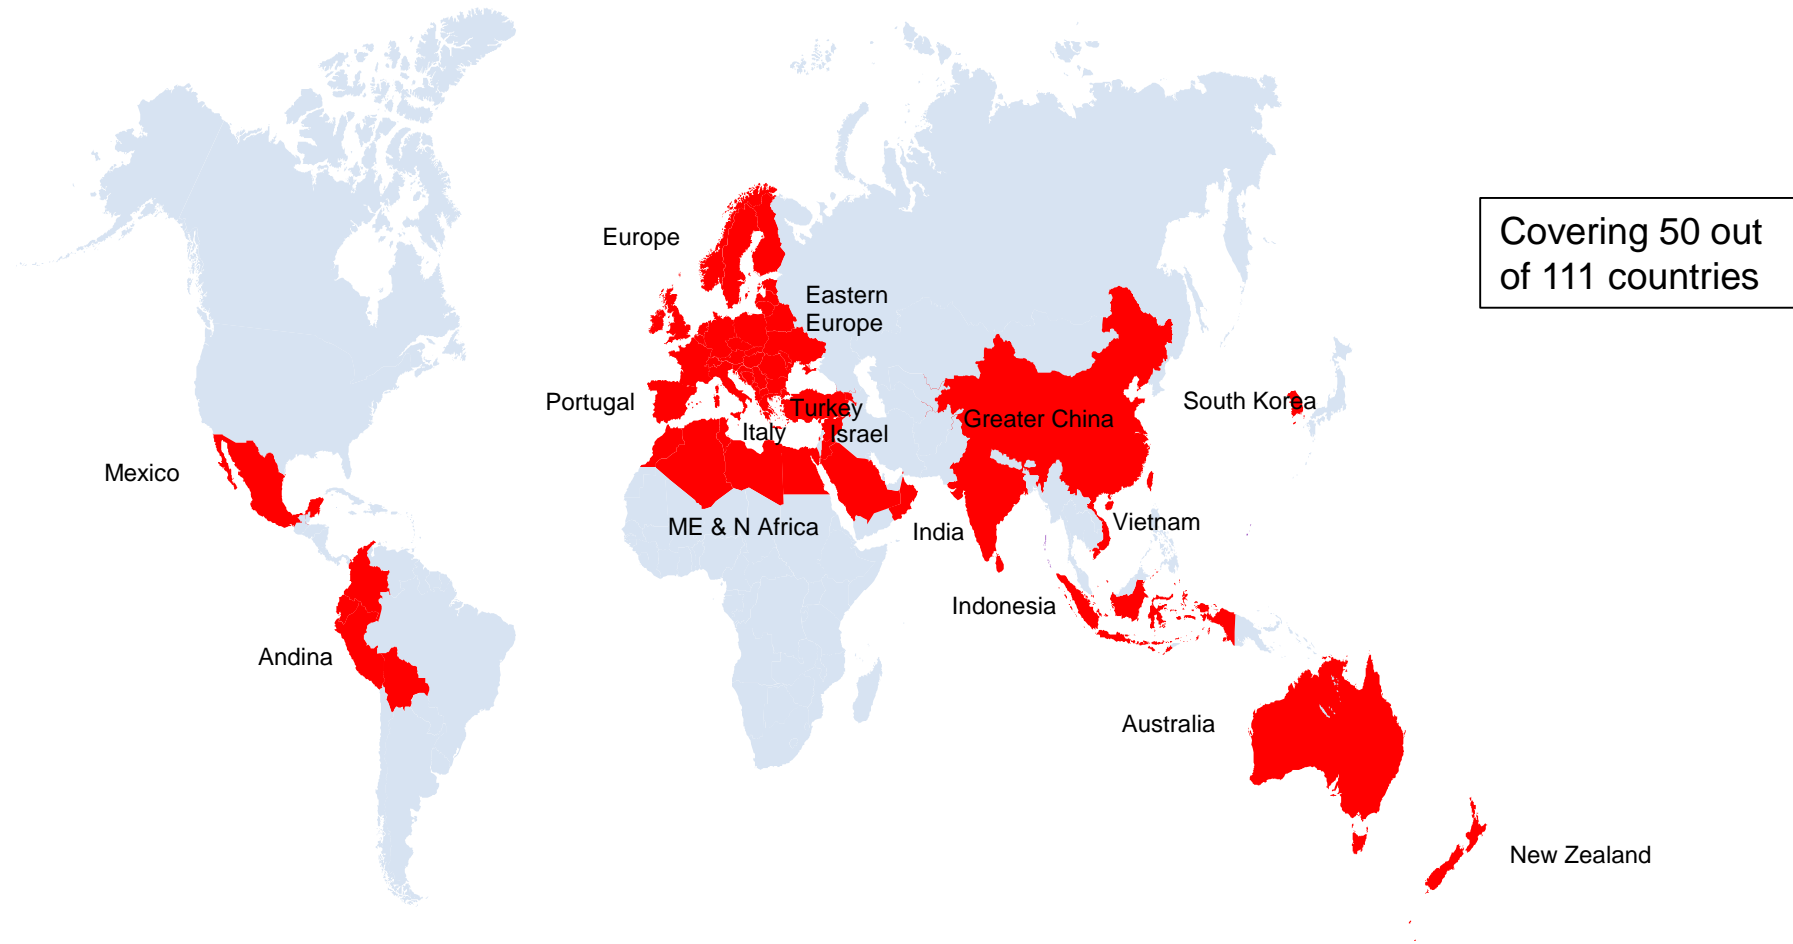 Europe
Covering 50 out
of 111 countries
Eastern
Europe
Portugal
Turkey
South Korea
Greater China
Italy
Israel
Mexico
ME & N Africa
India
Vietnam
Indonesia
Andina
Australia
New Zealand